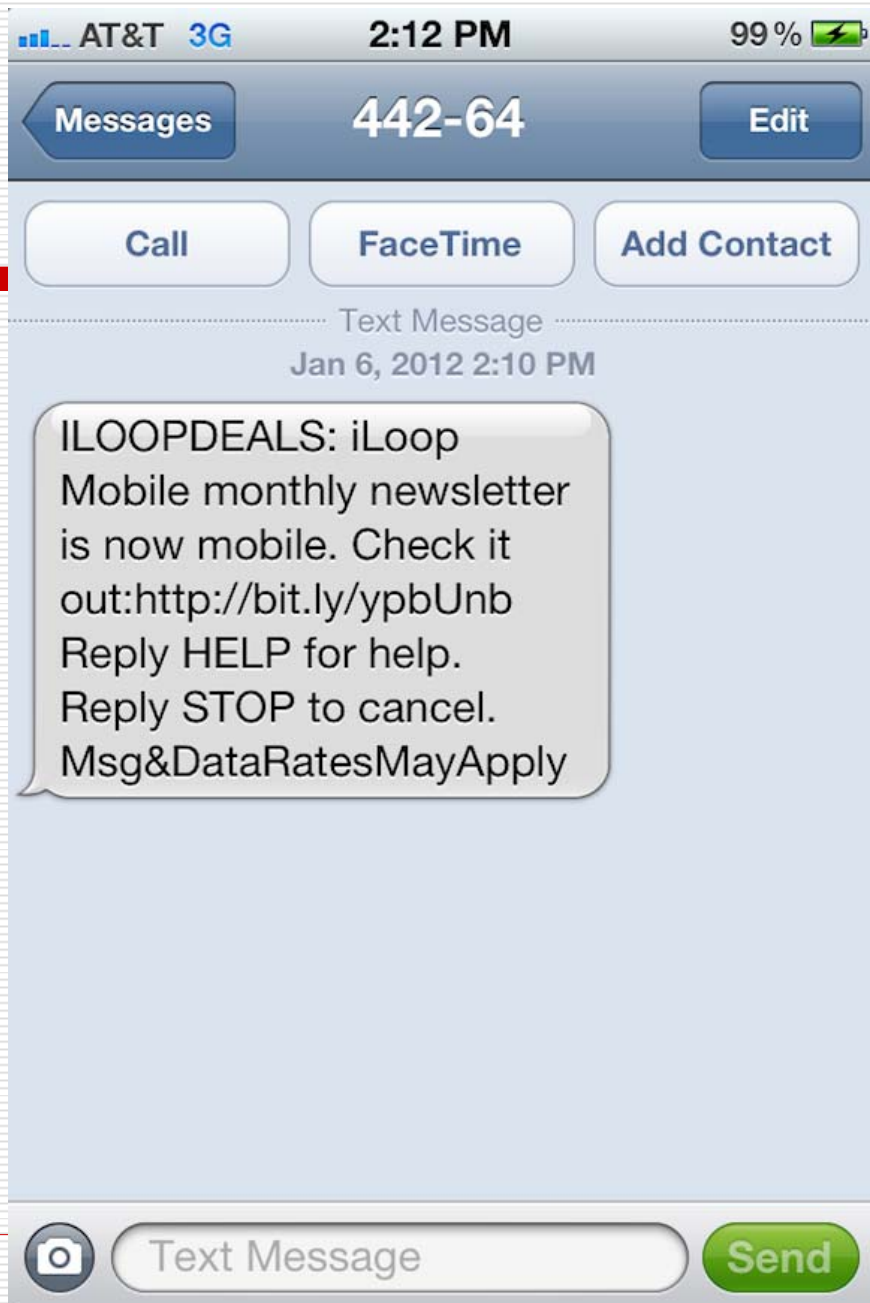 AT&T 3G 2:12 PM 99%
Messages 442-64 Edit
Call FaceTime Add Contact
Text Message
Jan 6, 2012 2:10 PM
ILOOPDEALS: iLoop
Mobile monthly newsletter
is now mobile. Check it
out:http://bit.ly/ypbUnb
Reply HELP for help.
Reply STOP to cancel.
Msg&DataRatesMayApply
Text Message Send